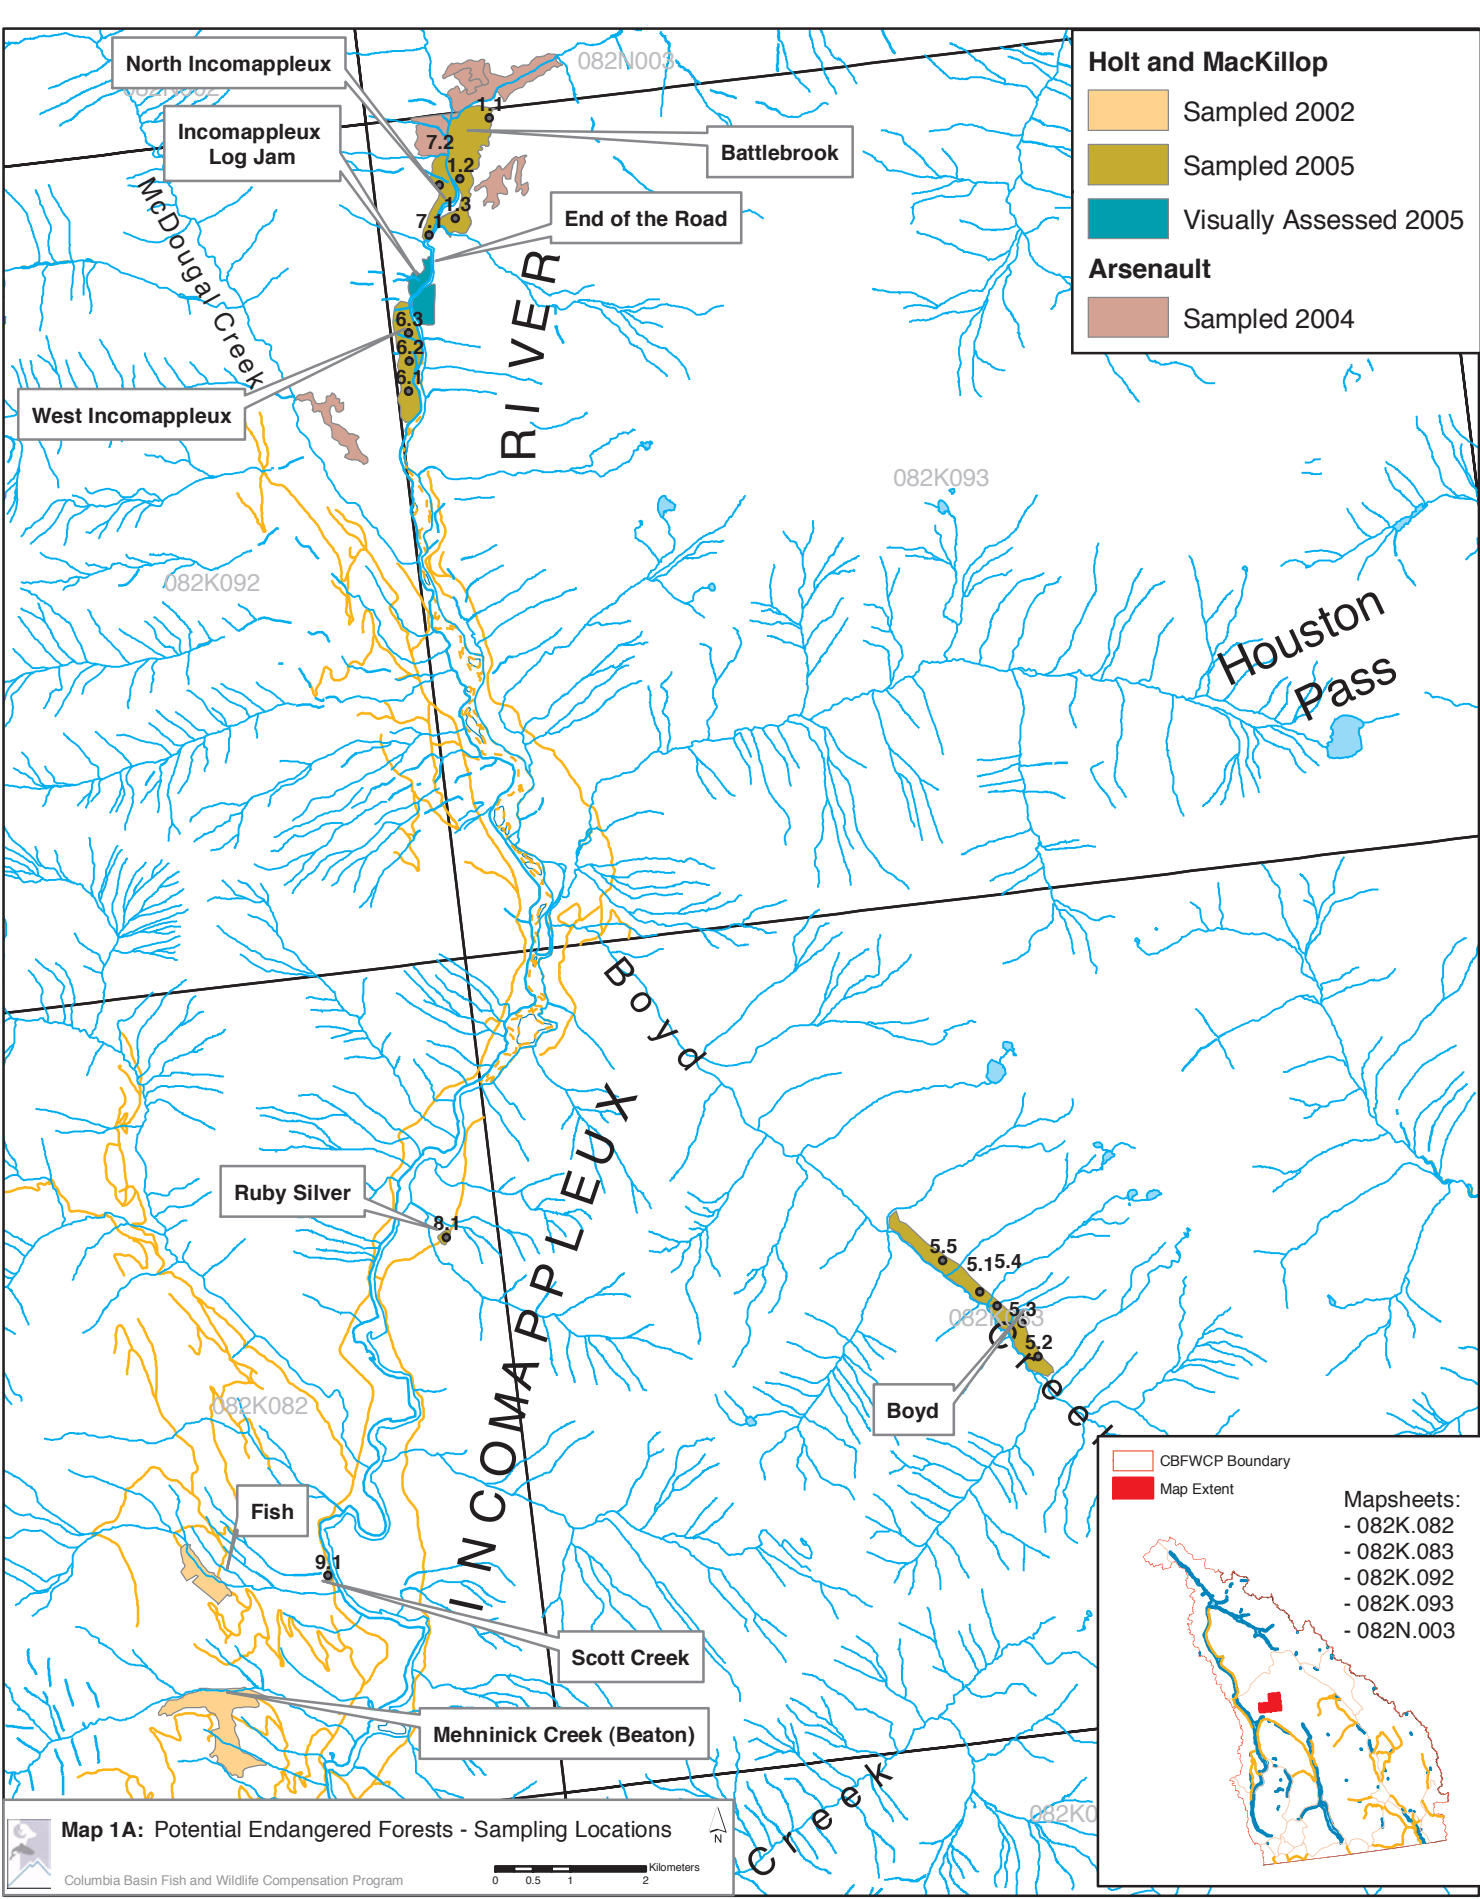 082N003
North Incomappleux
Incomappleux
Log Jam
1.1
7.2
1.2
1.3
7.1
Battlebrook
End of the Road
McDougal Creek
6.3
6.2
6.1
West Incomappleux
RIVER
Holt and MacKillop
Sampled 2002
Sampled 2005
Visually Assessed 2005
Arsenault
Sampled 2004
082K093
082K092
Houston
Pass
Boyd
INCOMAPPLEUX
Ruby Silver
8.1
5.5
5.1
5.4
5.3
5.2
Boyd
082K082
Fish
9.1
Scott Creek
Mehninick Creek (Beaton)
Creek
082K0
CBFWCP Boundary
Map Extent
Mapsheets:
- 082K.082
- 082K.083
- 082K.092
- 082K.093
- 082N.003
Map 1A: Potential Endangered Forests - Sampling Locations
N
Columbia Basin Fish and Wildlife Compensation Program
Kilometers
0 0.5 1 2